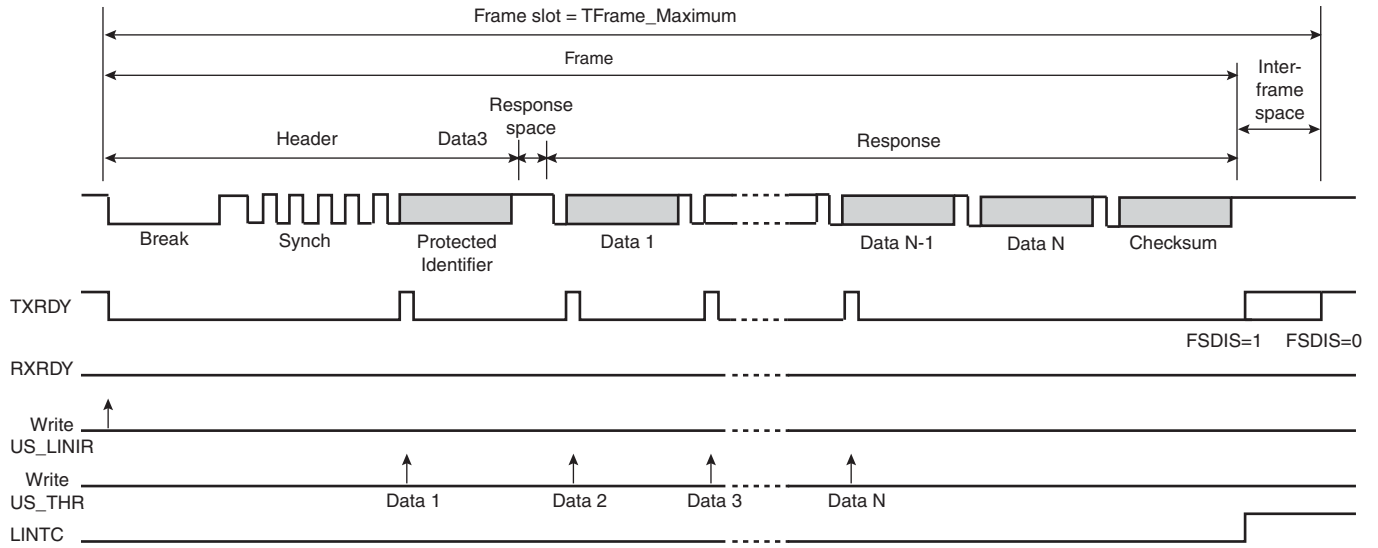 Frame slot = TFrame_Maximum
Frame
Inter-
frame
space
Response
space
Header
Data3
Response
Break
Synch
Protected
Identifier
Data 1
Data N-1
Data N
Checksum
TXRDY
FSDIS=1
FSDIS=0
RXRDY
Write
US_LINIR
Write
US_THR
Data 1
Data 2
Data 3
Data N
LINTC